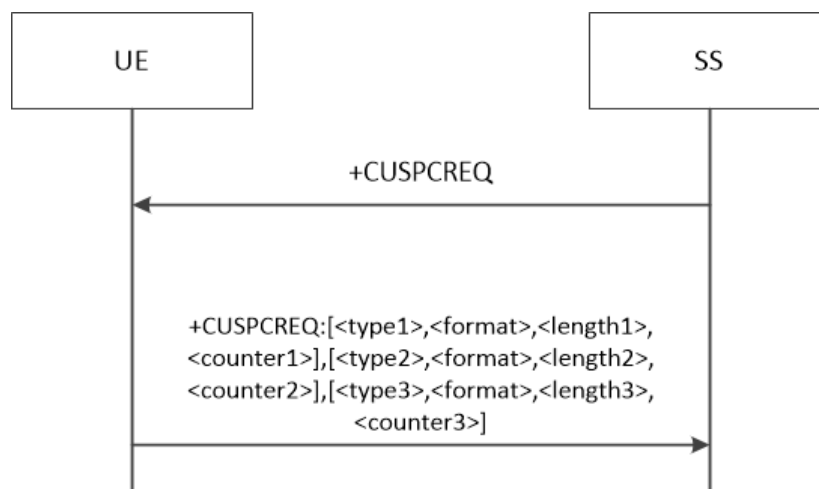 UE
SS
+CUSPCREQ
+CUSPCREQ:[<type1>,<format>,<length1>,
<counter1>],[<type2>,<format>,<length2>,
<counter2>],[<type3>,<format>,<length3>,
<counter3>]